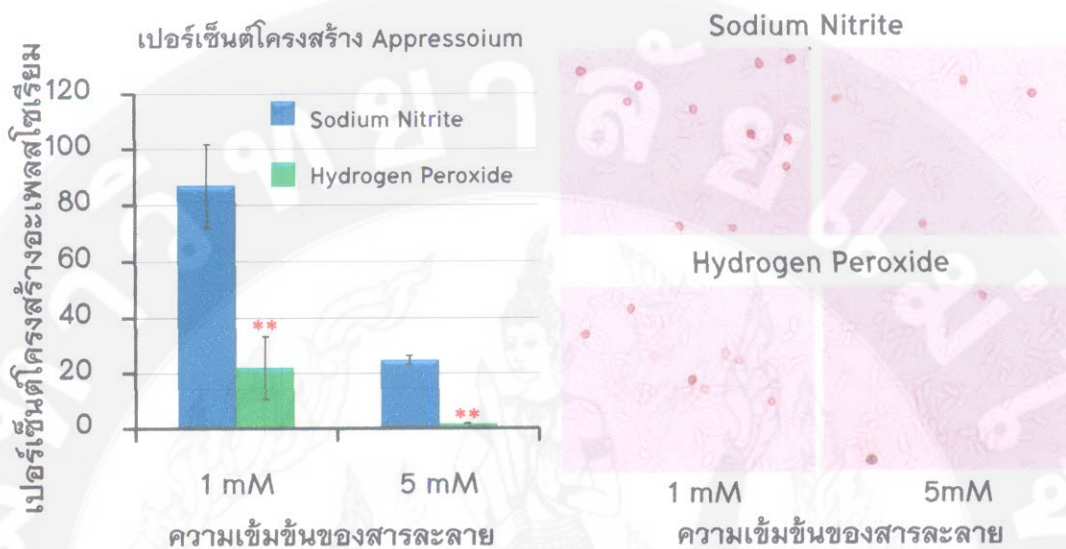 เปอร์เซ็นต์โครงสร้าง Appressoium
เปอร์เซ็นต์โครงสร้างอะเพลสโซเรียม
120
100
80
60
40
20
0
Sodium Nitrite
Hydrogen Peroxide
**
**
1 mM
5 mM
ความเข้มข้นของสารละลาย
Sodium Nitrite
Hydrogen Peroxide
1 mM
5mM
ความเข้มข้นของสารละลาย